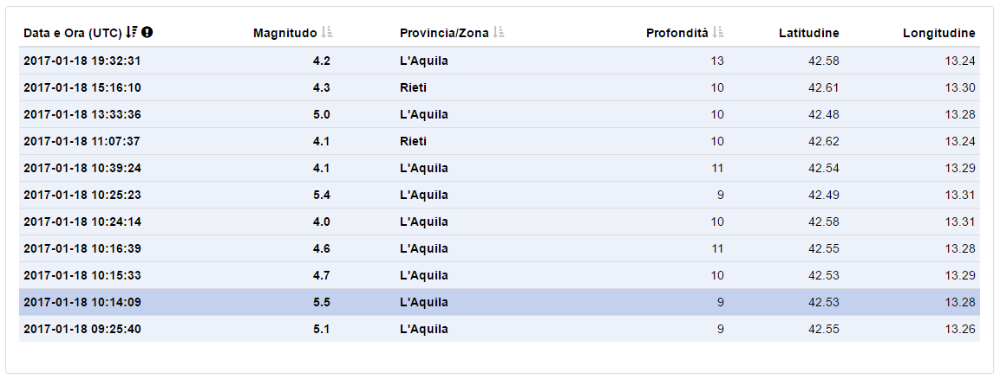 Data e Ora (UTC) Magnitudo Provincia/Zona Profondità Latitudine Longitudine
2017-01-18 19:32:31 4.2 L'Aquila 13 42.58 13.24
2017-01-18 15:16:10 4.3 Rieti 10 42.61 13.30
2017-01-18 13:33:36 5.0 L'Aquila 10 42.48 13.28
2017-01-18 11:07:37 4.1 Rieti 10 42.62 13.24
2017-01-18 10:39:24 4.1 L'Aquila 11 42.54 13.29
2017-01-18 10:25:23 5.4 L'Aquila 9 42.49 13.31
2017-01-18 10:24:14 4.0 L'Aquila 10 42.58 13.31
2017-01-18 10:16:39 4.6 L'Aquila 11 42.55 13.28
2017-01-18 10:15:33 4.7 L'Aquila 10 42.53 13.29
2017-01-18 10:14:09 5.5 L'Aquila 9 42.53 13.28
2017-01-18 09:25:40 5.1 L'Aquila 9 42.55 13.26